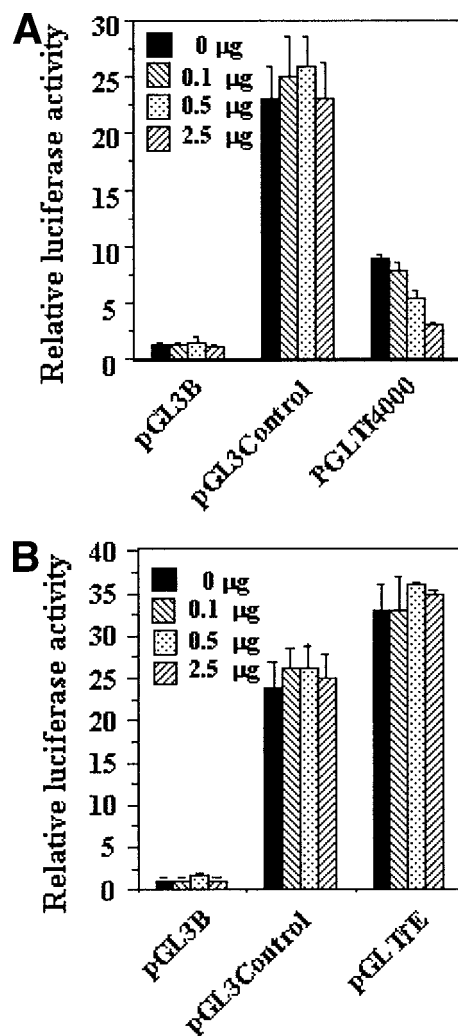 A
Relative luciferase activity
30
25
20
15
10
5
0
0 µg
0.1 µg
0.5 µg
2.5 µg
pGL3B
pGL3Control
PGLTf4000
B
Relative luciferase activity
40
35
30
25
20
15
10
5
0
0 µg
0.1 µg
0.5 µg
2.5 µg
pGL3B
pGL3Control
pGL TfE